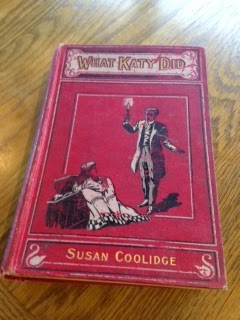 WHAT KATY DID
SUSAN COOLIDGE